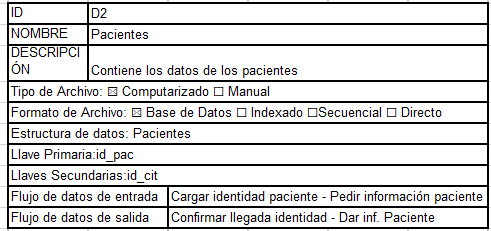 ID D2
NOMBRE Pacientes
DESCRIPCI
ÓN Contiene los datos de los pacientes
Tipo de Archivo: ☒ Computarizado ☐ Manual
Formato de Archivo: ☒ Base de Datos ☐ Indexado ☐Secuencial ☐ Directo
Estructura de datos: Pacientes
Llave Primaria:id_pac
Llaves Secundarias:id_cit
Flujo de datos de entrada Cargar identidad paciente - Pedir información paciente
Flujo de datos de salida Confirmar llegada identidad - Dar inf. Paciente